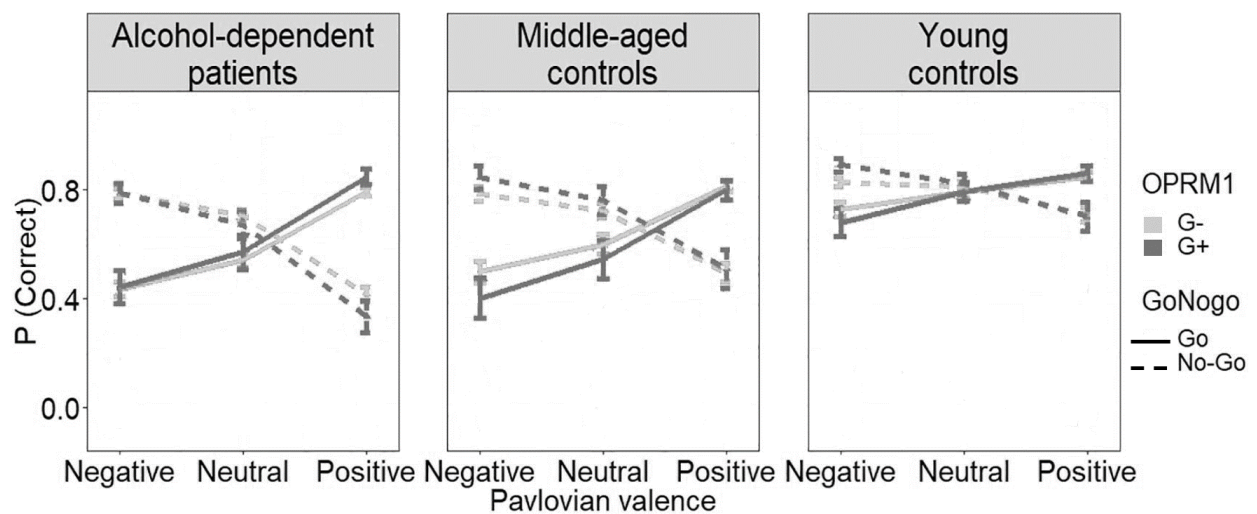 Alcohol-dependent
patients
Middle-aged
controls
Young
controls
P (Correct)
0.8
0.4
0.0
Negative Neutral Positive
Negative Neutral Positive
Negative Neutral Positive
Pavlovian valence
OPRM1
G-
G+
GoNogo
Go
No-Go